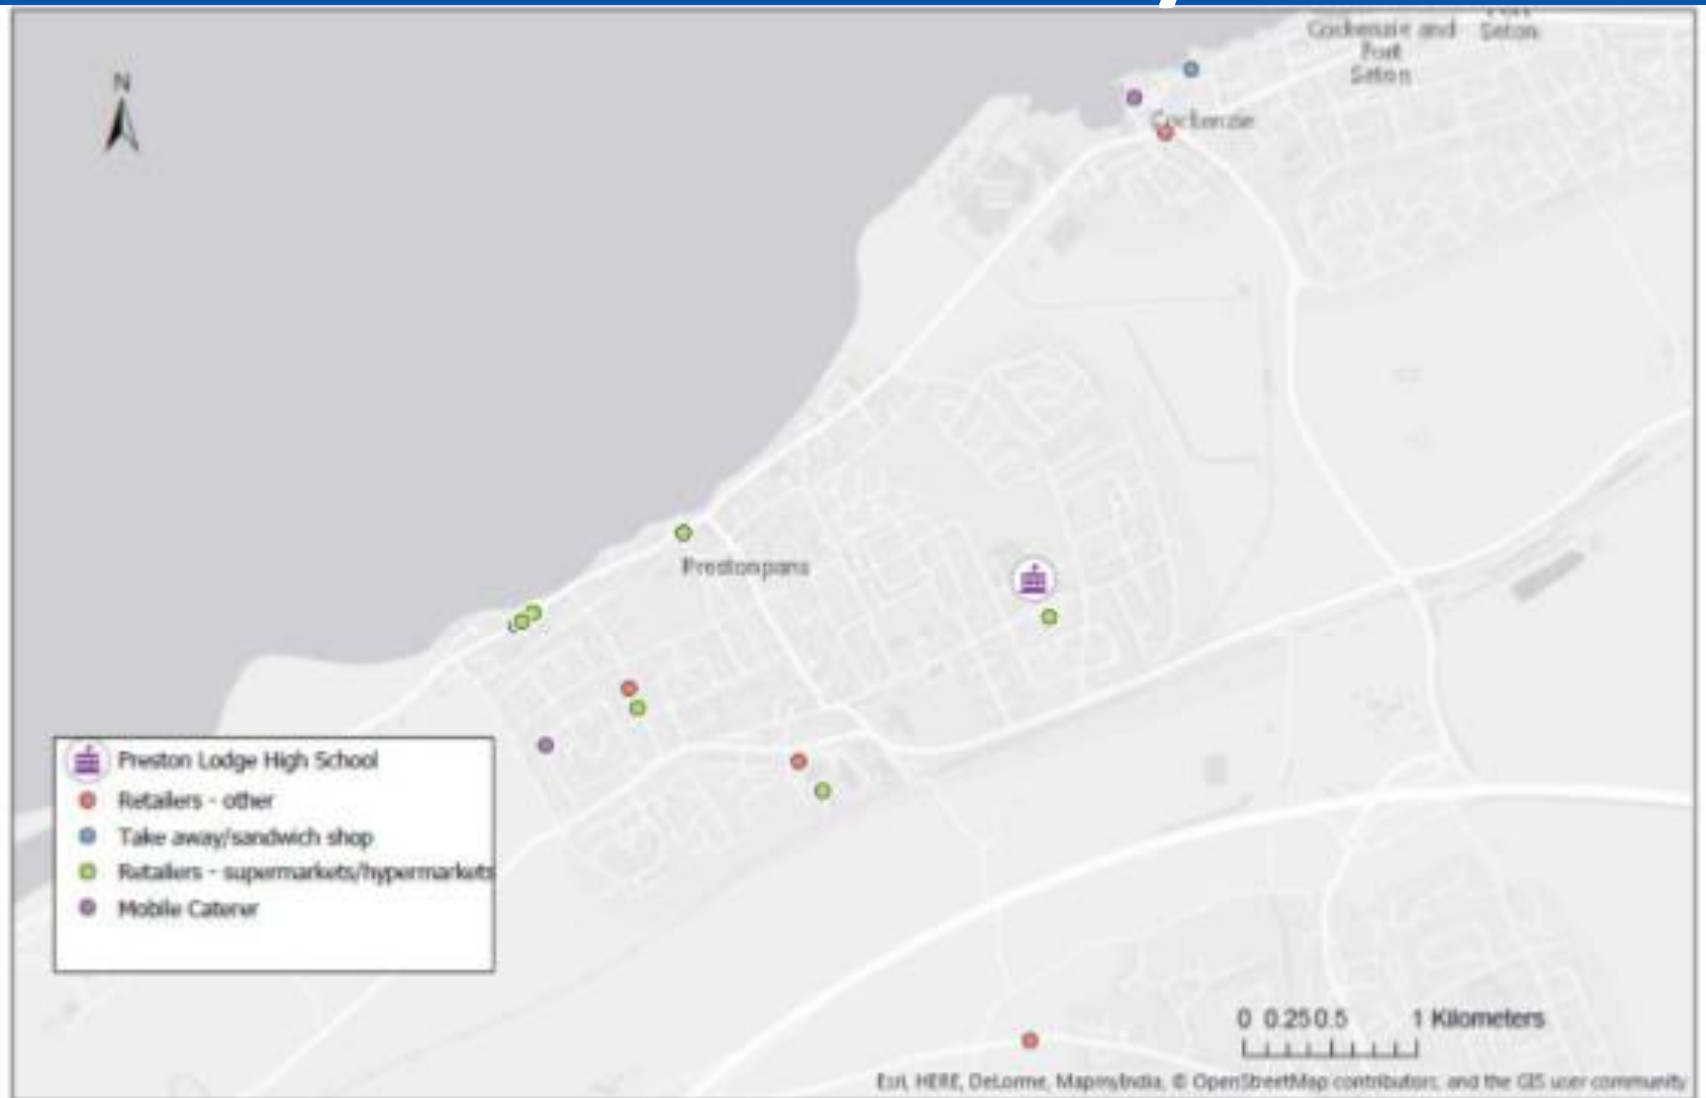 Cockenzie and Port
Seton
Port
Seton
N
Cockenzie
Prestonpans
Preston Lodge High School
Retailers - other
Take away/sandwich shop
Retailers - supermarkets/hypermarkets
Mobile Caterer
0 0.25 0.5 1 Kilometers
Esri, HERE, DeLorme, MapmyIndia, © OpenStreetMap contributors, and the GIS user community